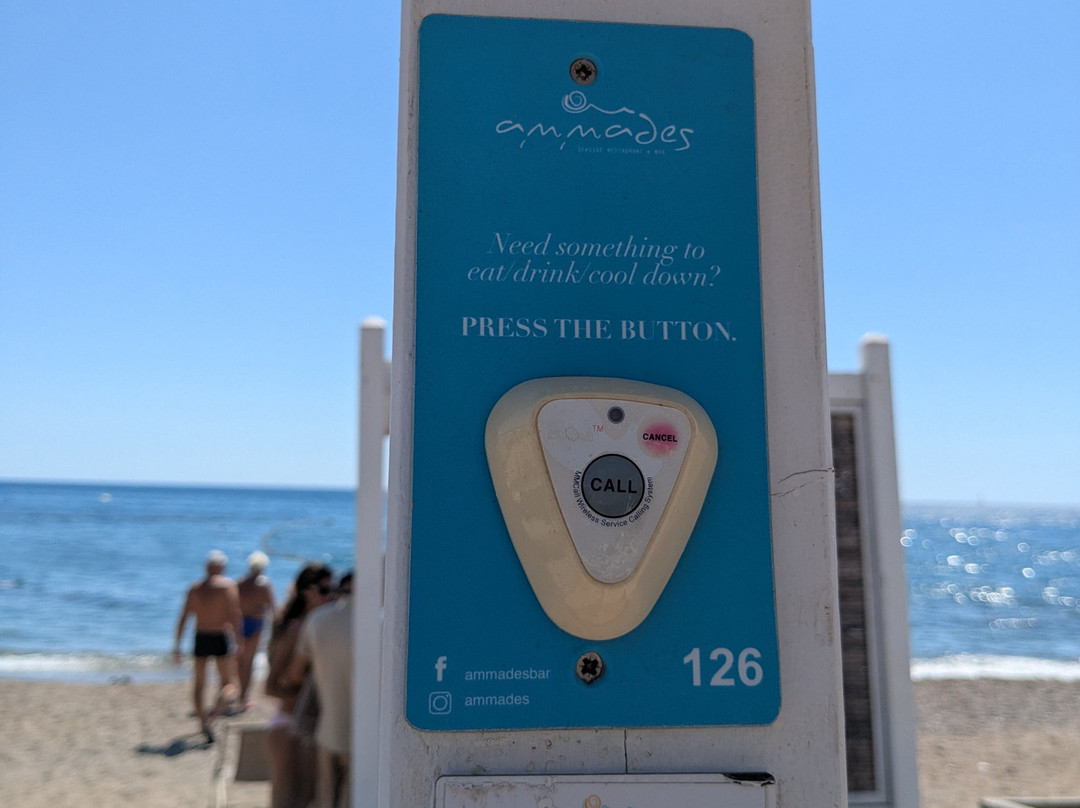 ammades
Need something to
eat/drink/cool down?
PRESS THE BUTTON.
TM
CANCEL
CALL
Wireless Service Calling System
126
ammadesbar
ammades